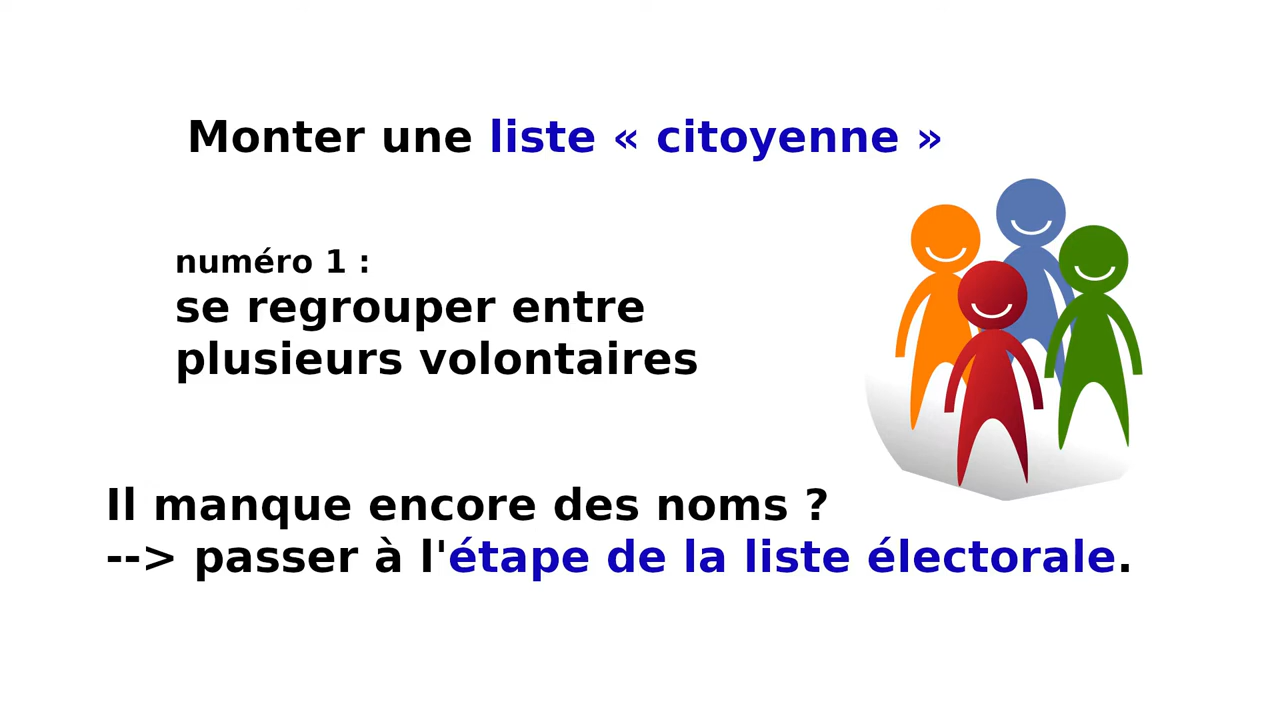 Monter une liste « citoyenne »
numéro 1 :
se regrouper entre
plusieurs volontaires
Il manque encore des noms ?
--> passer à l'étape de la liste électorale.